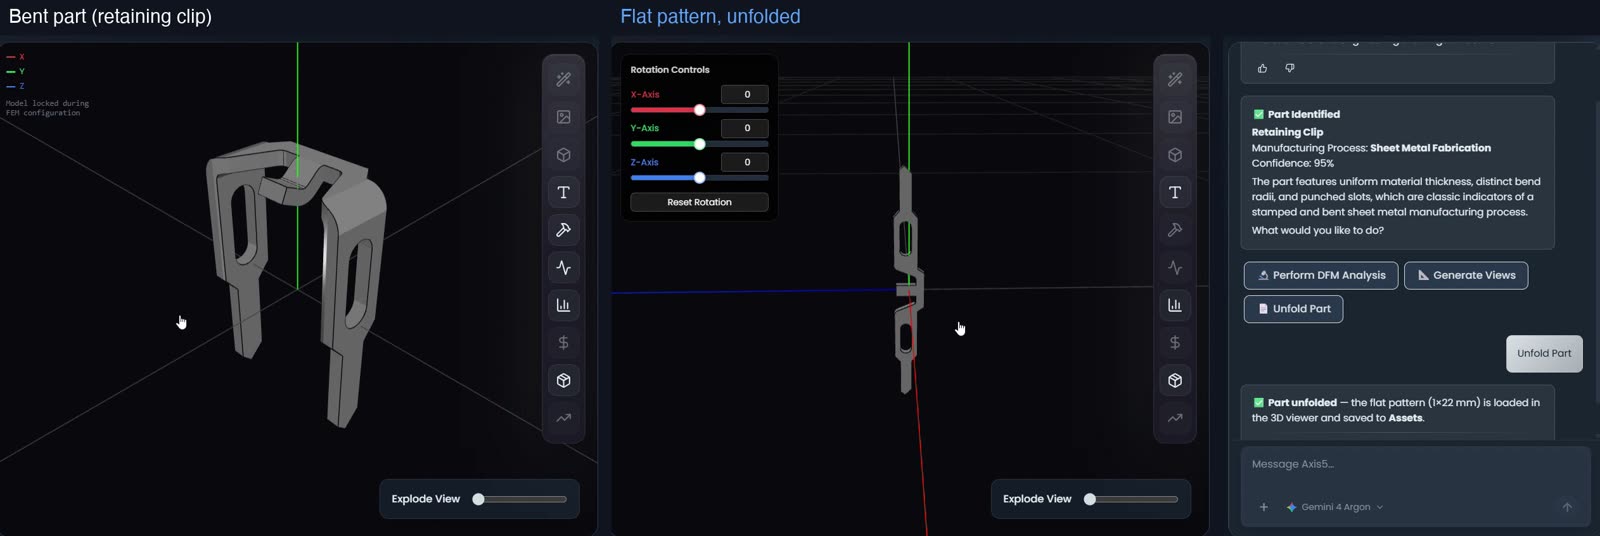 Bent part (retaining clip)
X
Y
Z
Model locked during
FEM configuration
T
$
Explode View
Flat pattern, unfolded
Rotation Controls
X-Axis
0
Y-Axis
0
Z-Axis
0
Reset Rotation
T
$
Explode View
✅ Part Identified
Retaining Clip
Manufacturing Process: Sheet Metal Fabrication
Confidence: 95%
The part features uniform material thickness, distinct bend
radii, and punched slots, which are classic indicators of a
stamped and bent sheet metal manufacturing process.
What would you like to do?
Perform DFM Analysis
Generate Views
Unfold Part
Unfold Part
✅ Part unfolded — the flat pattern (1×22 mm) is loaded in
the 3D viewer and saved to Assets.
Message Axis5...
+
Gemini 4 Argon